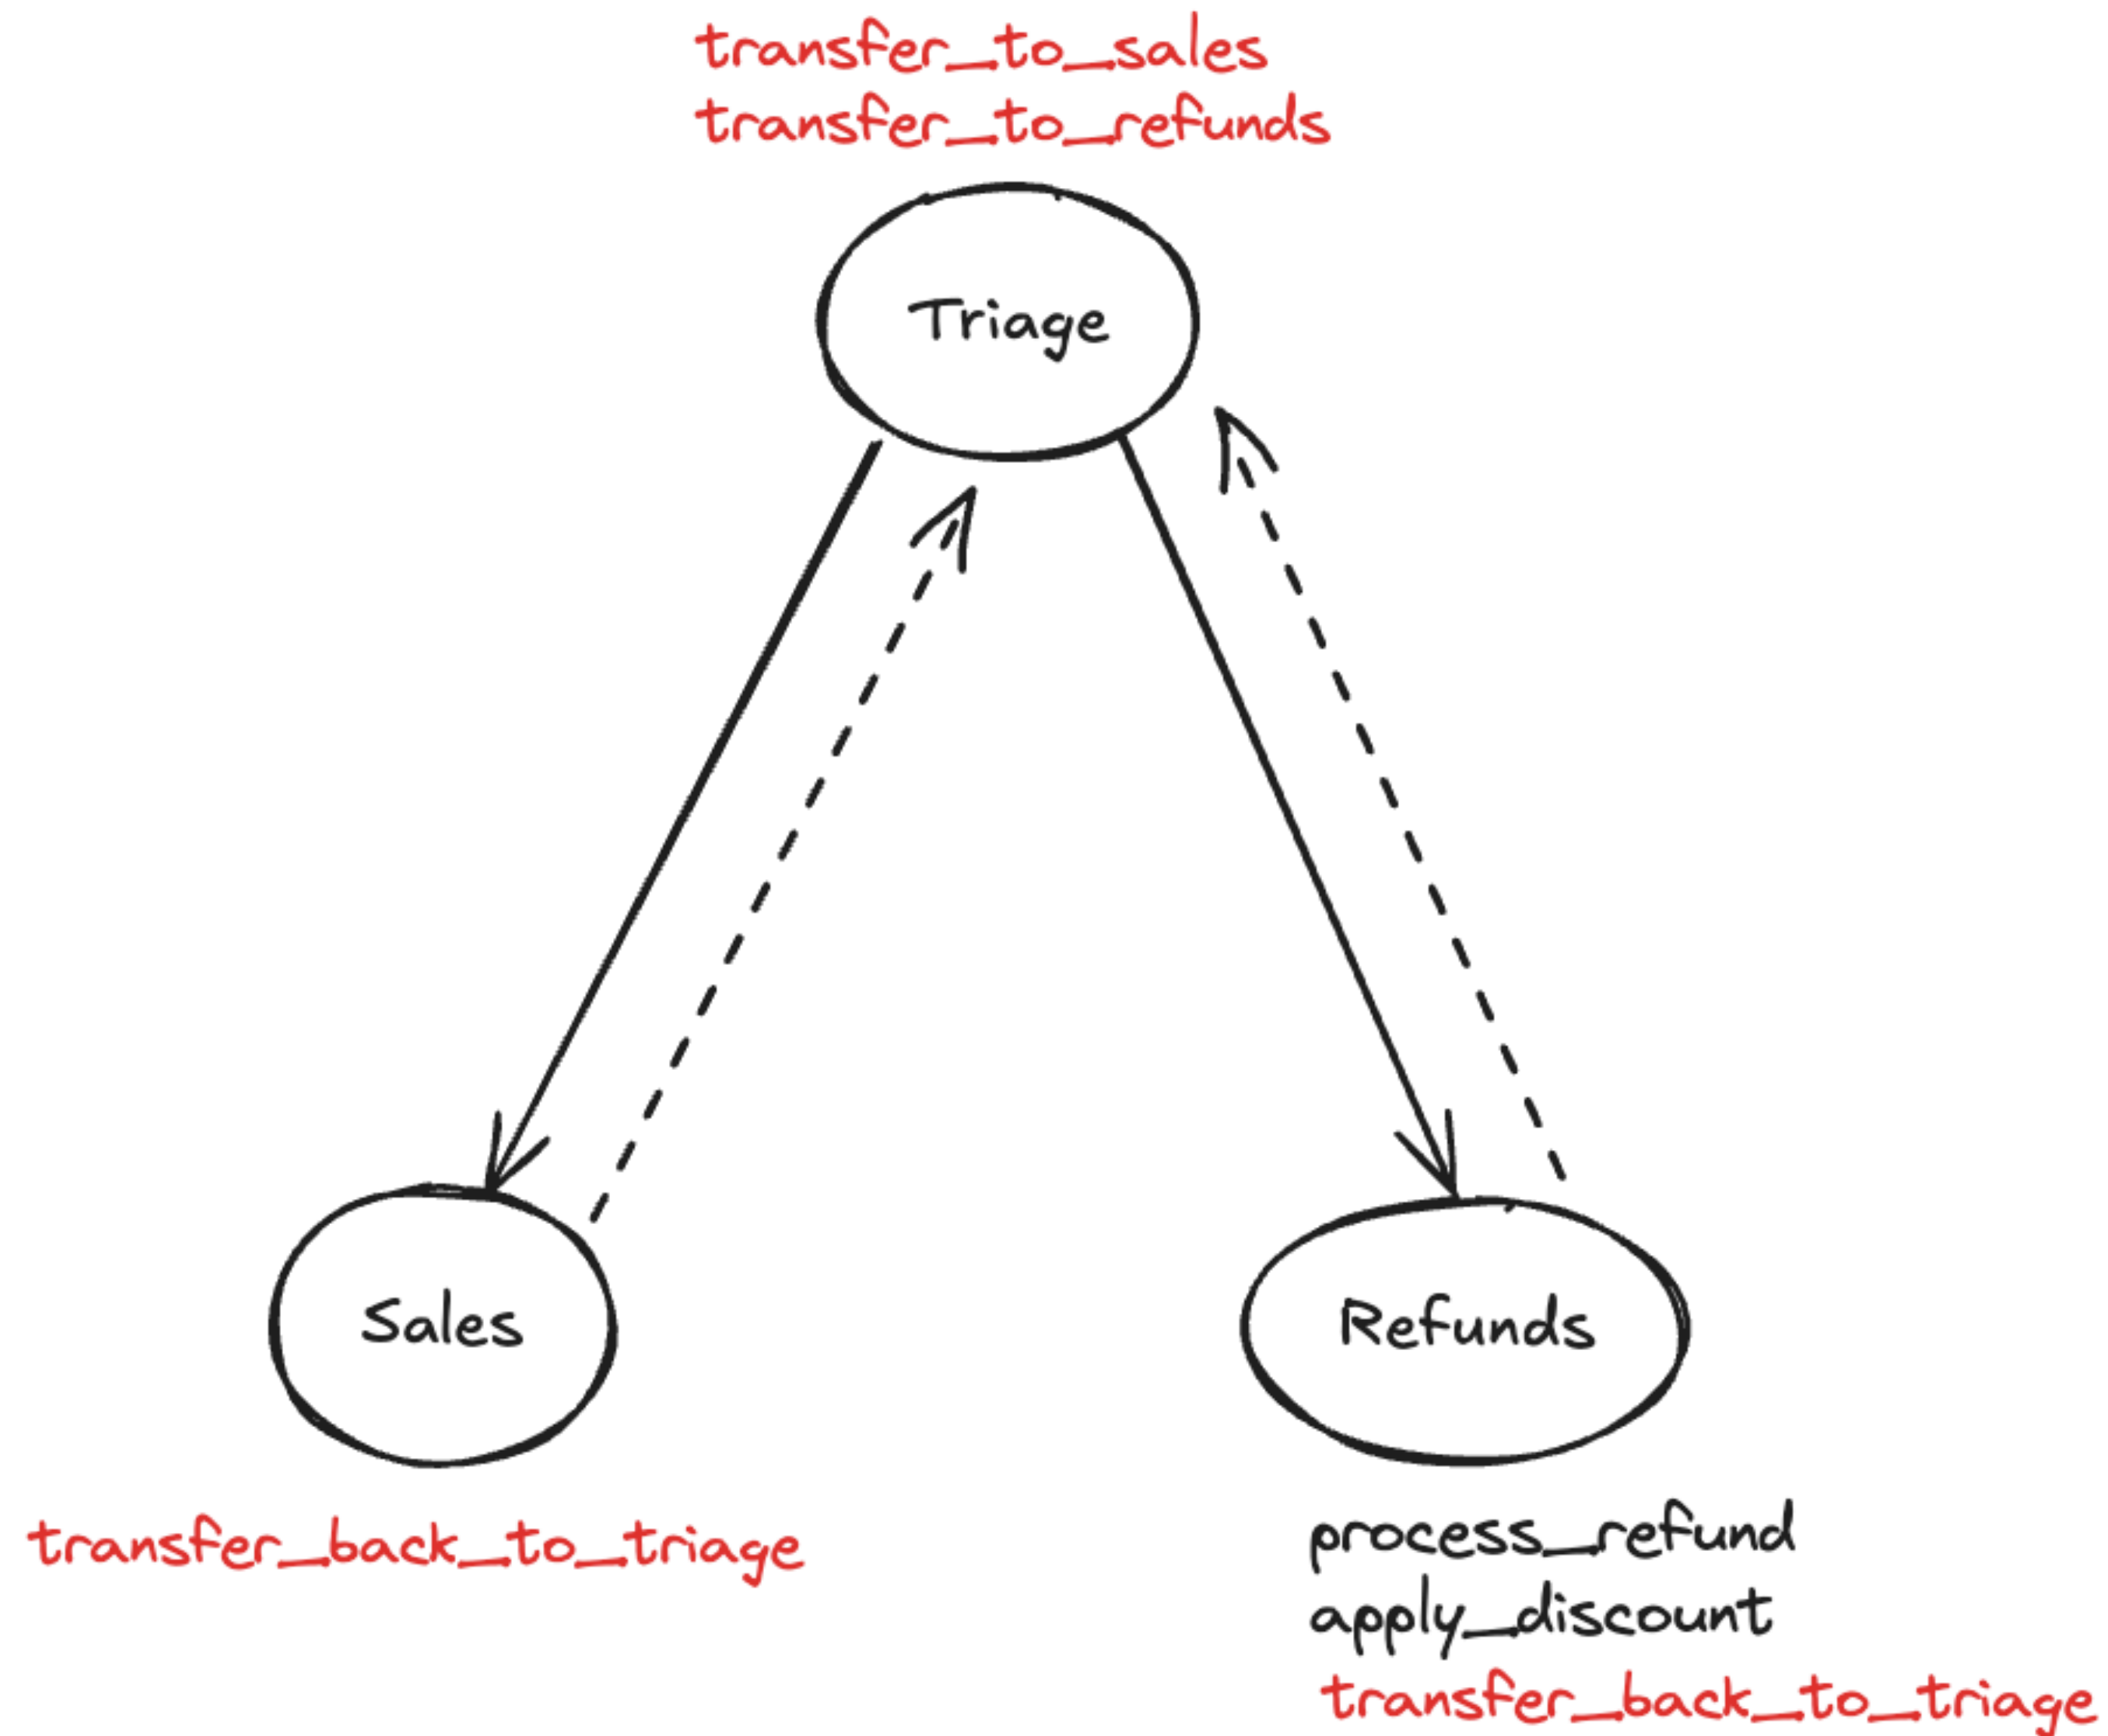 transfer_to_sales
transfer_to_refunds
Triage
Sales
Refunds
transfer_back_to_triage
process_refund
apply_discount
transfer_back_to_triage